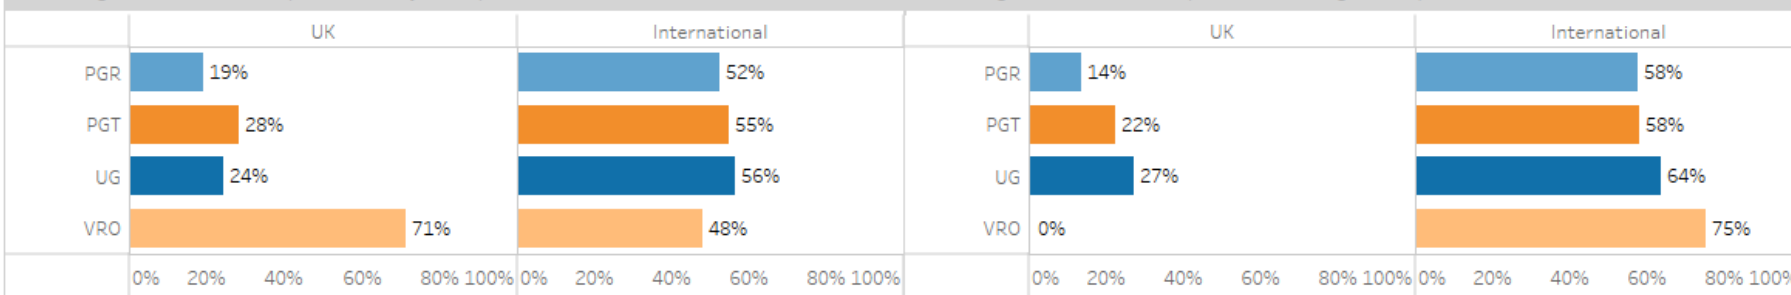 UK International UK International
PGR 19% 52% PGR 14% 58%
PGT 28% 55% PGT 22% 58%
UG 24% 56% UG 27% 64%
VRO 71% 48% VRO 0% 75%
0% 20% 40% 60% 80% 100% 0% 20% 40% 60% 80% 100% 0% 20% 40% 60% 80% 100% 0% 20% 40% 60% 80%